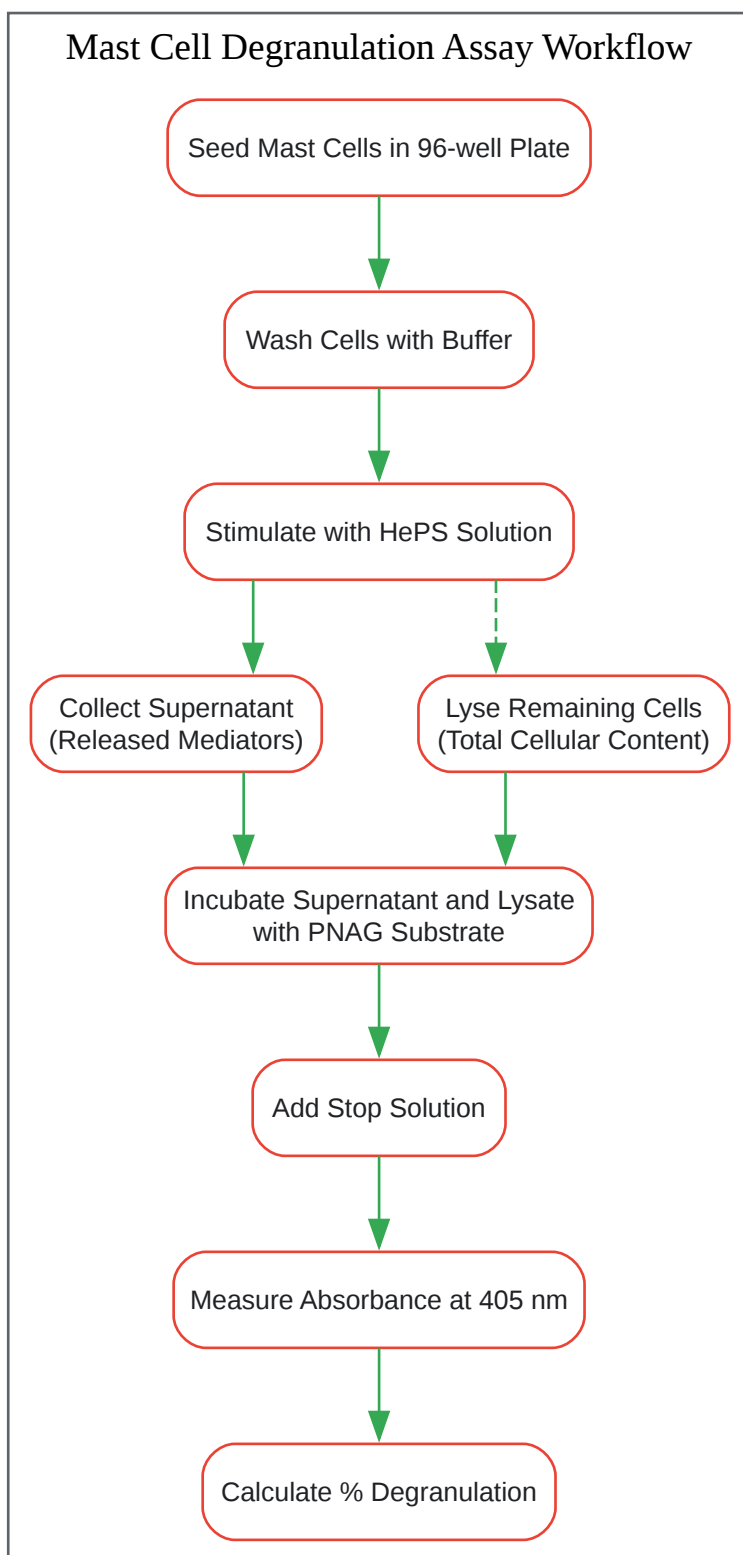 Mast Cell Degranulation Assay Workflow
Seed Mast Cells in 96-well Plate
Wash Cells with Buffer
Stimulate with HePS Solution
Collect Supernatant
(Released Mediators)
Lyse Remaining Cells
(Total Cellular Content)
Incubate Supernatant and Lysate
with PNAG Substrate
Add Stop Solution
Measure Absorbance at 405 nm
Calculate % Degranulation